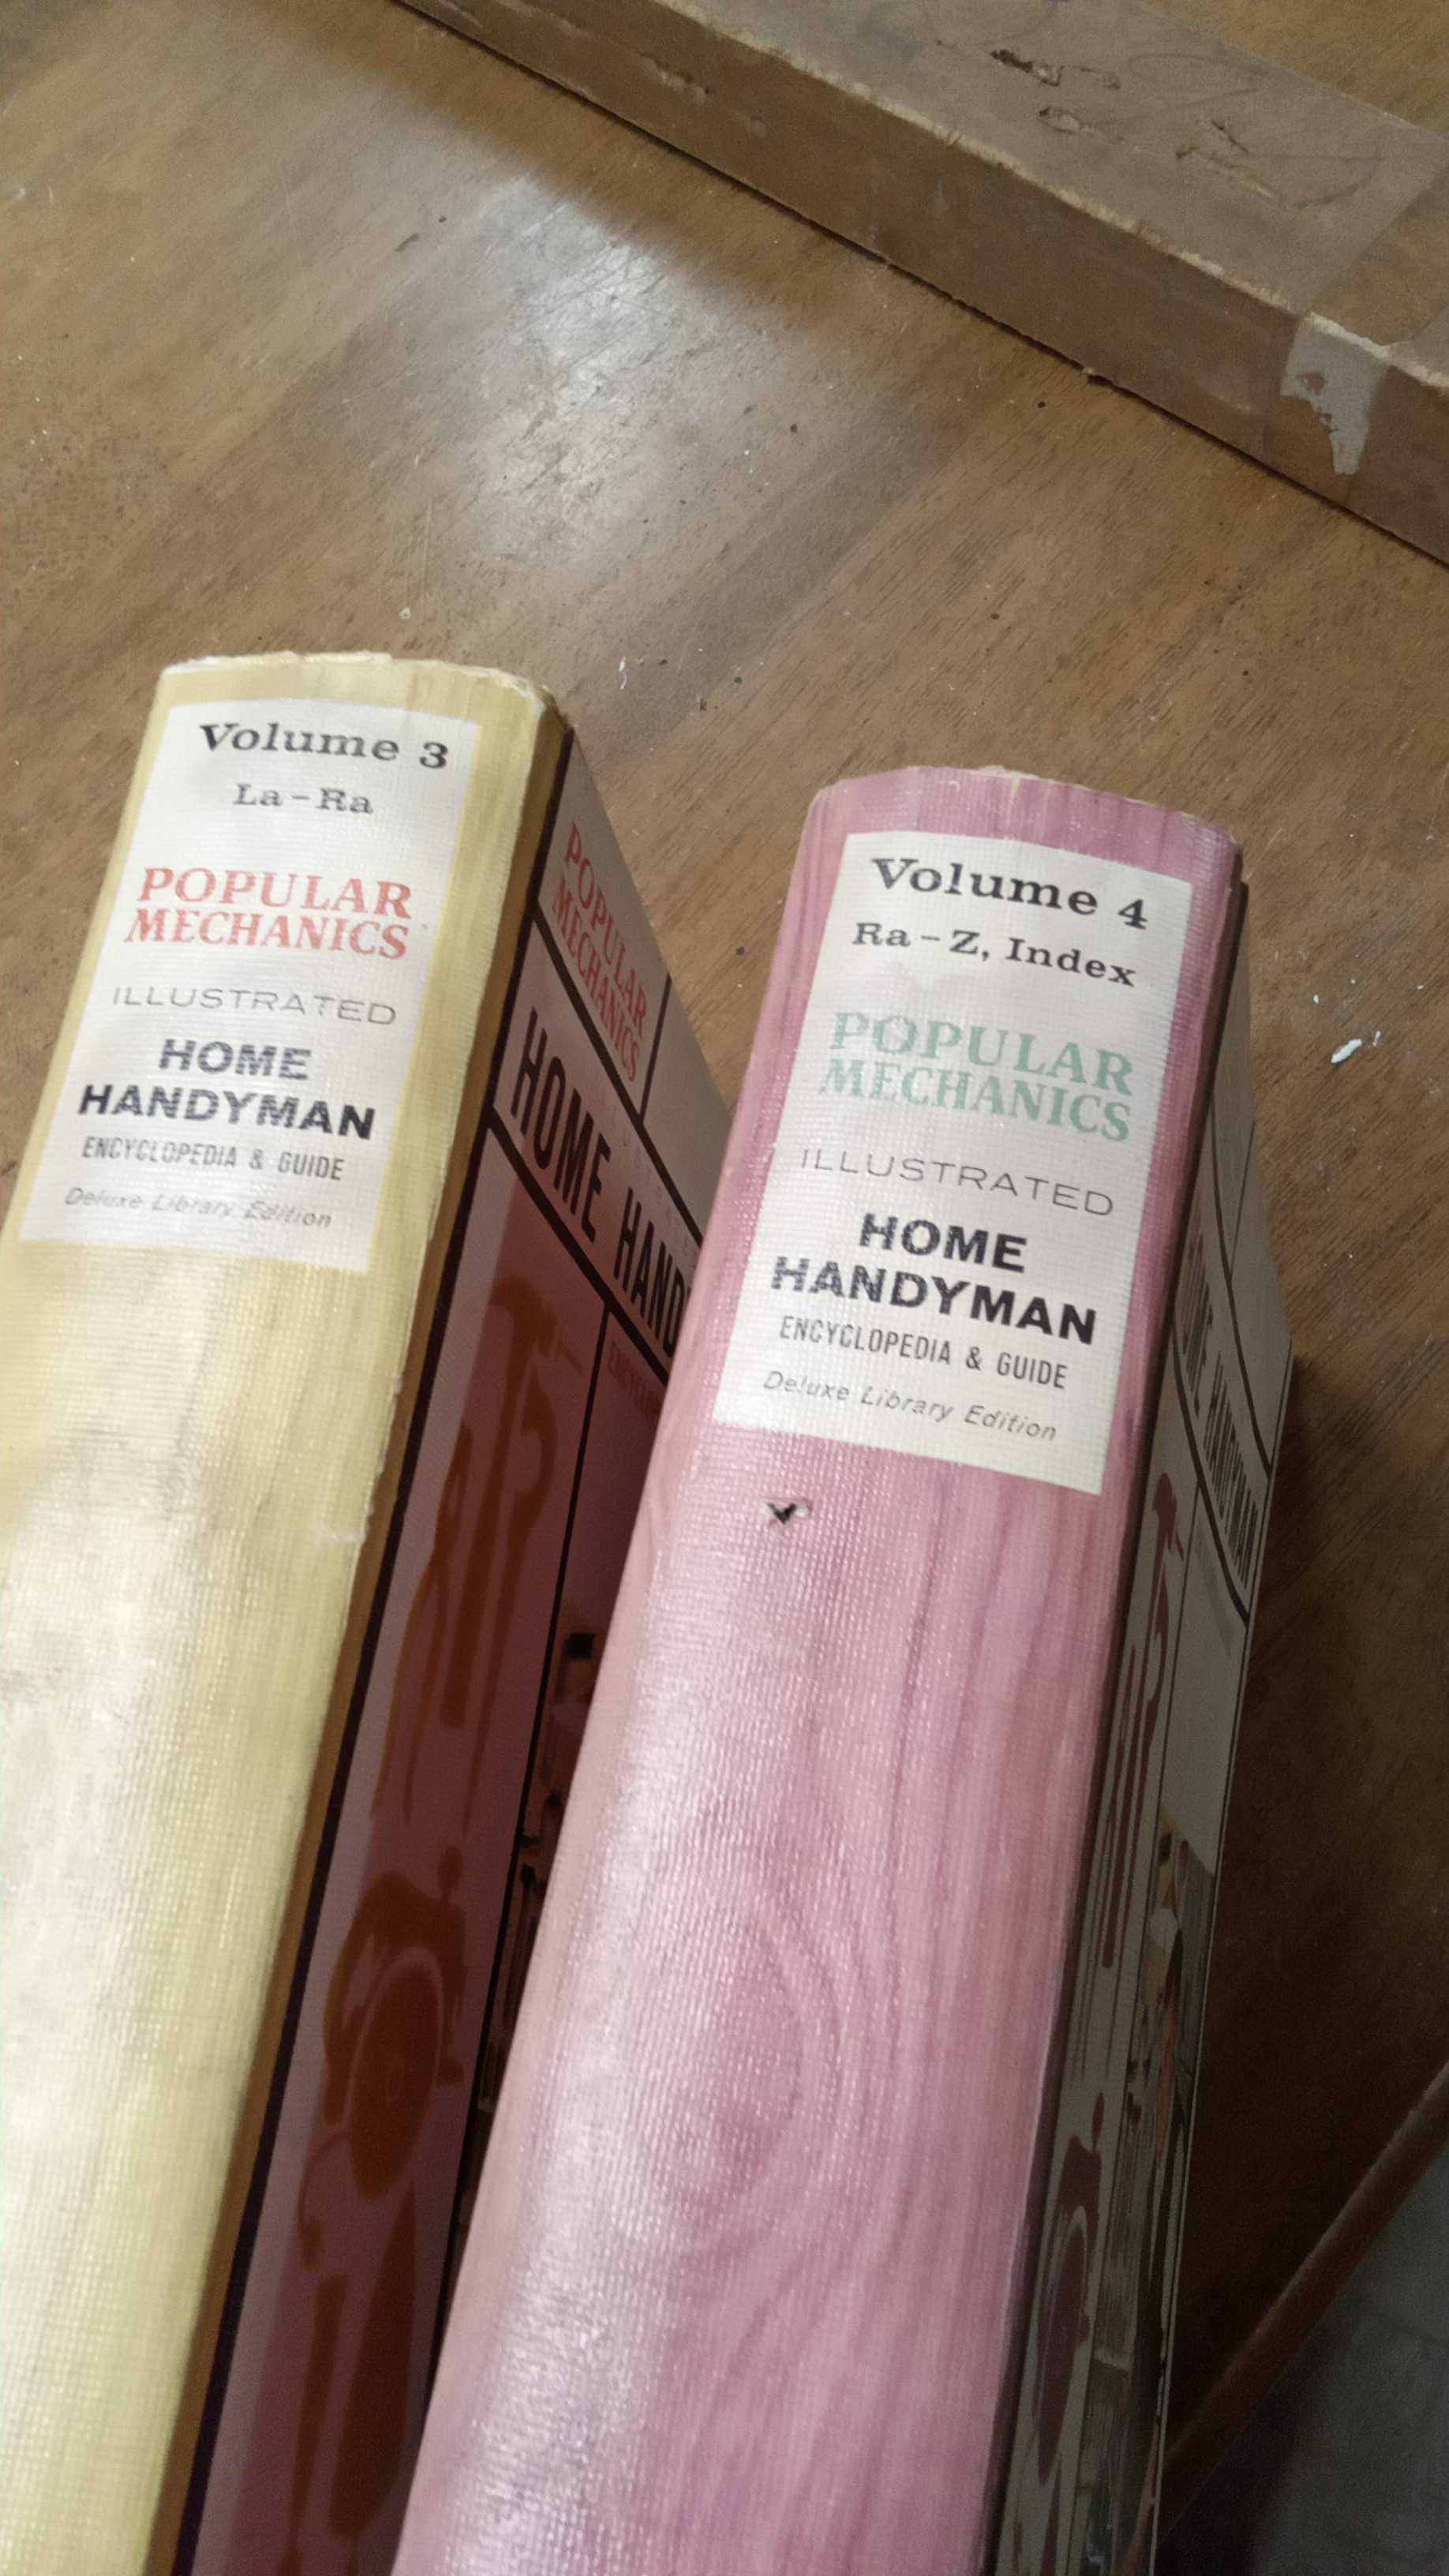 Volume 3
La-Ra
POPULAR
MECHANICS
ILLUSTRATED
HOME
HANDYMAN
ENCYCLOPEDIA & GUIDE
Deluxe Library Edition
POPULAR
MECHANICS
HOME HAND
Volume 4
Ra-Z, Index
POPULAR
MECHANICS
ILLUSTRATED
HOME
HANDYMAN
ENCYCLOPEDIA & GUIDE
Deluxe Library Edition
HOME HANDYMAN